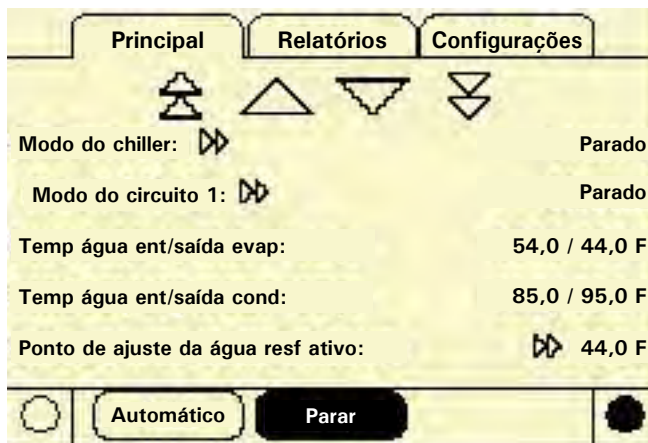 Principal Relatórios Configurações
Modo do chiller: Parado
Modo do circuito 1: Parado
Temp água ent/saída evap: 54,0 / 44,0 F
Temp água ent/saída cond: 85,0 / 95,0 F
Ponto de ajuste da água resf ativo: 44,0 F
Automático Parar